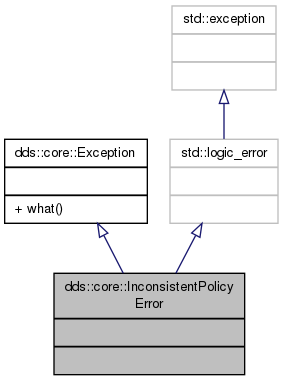 std::exception
dds::core::Exception
+ what()
std::logic_error
dds::core::InconsistentPolicy
Error